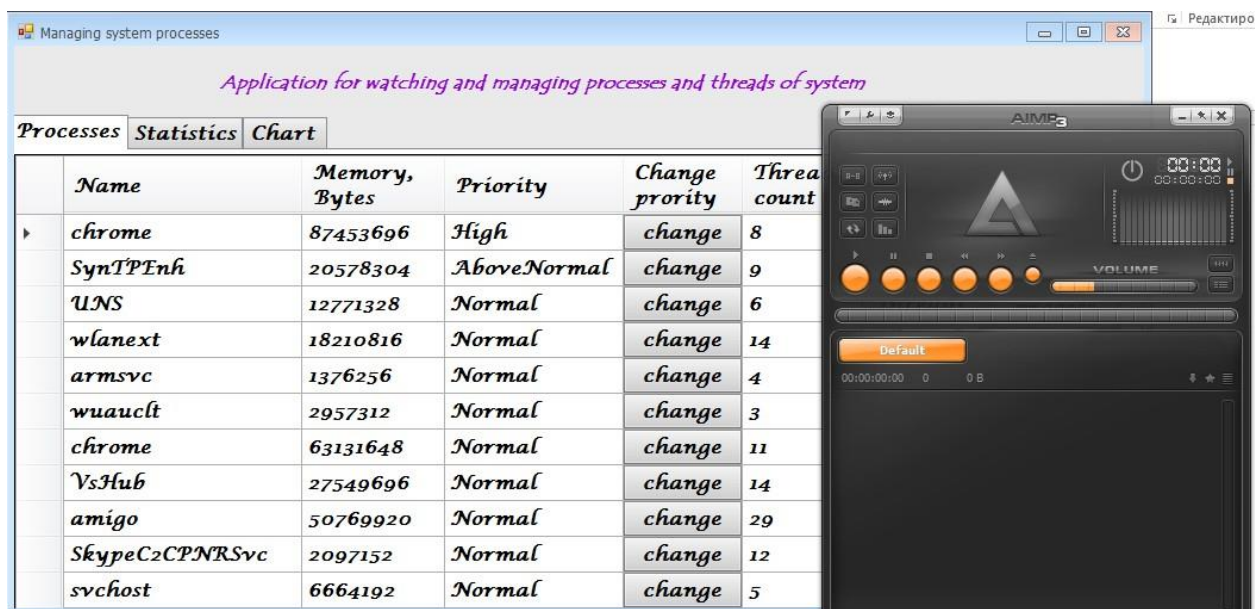 Managing system processes
Редактиро
Application for watching and managing processes and threads of system
Processes Statistics Chart
Name Memory, Bytes Priority Change prority Threa count
chrome 87453696 High change 8
SynTPEnh 20578304 AboveNormal change 9
UNS 12771328 Normal change 6
wlanext 18210816 Normal change 14
armsvc 1376256 Normal change 4
wuauclt 2957312 Normal change 3
chrome 63131648 Normal change 11
VsHub 27549696 Normal change 14
amigo 50769920 Normal change 29
SkypeC2CPNRSvc 2097152 Normal change 12
svchost 6664192 Normal change 5
AIMP3
00:00
00:00:00
VOLUME
Default
00:00:00:00 0 0 B